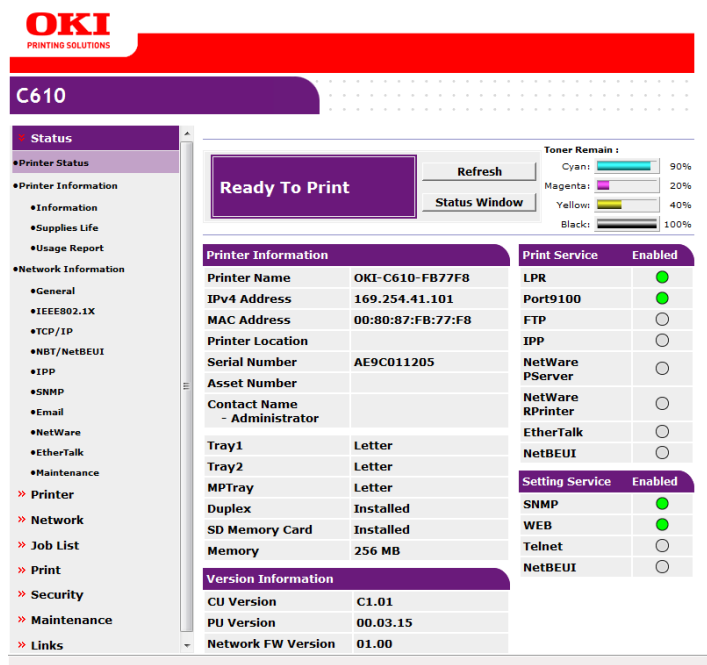 OKI
PRINTING SOLUTIONS
C610
Status
•Printer Status
•Printer Information
•Information
•Supplies Life
•Usage Report
•Network Information
•General
•IEEE802.1X
•TCP/IP
•NBT/NetBEUI
•IPP
•SNMP
•Email
•NetWare
•EtherTalk
•Maintenance
» Printer
» Network
» Job List
» Print
» Security
» Maintenance
» Links
Ready To Print
Refresh
Status Window
Toner Remain :
Cyan: 90%
Magenta: 20%
Yellow: 40%
Black: 100%
Printer Information
Printer Name OKI-C610-FB77F8
IPv4 Address 169.254.41.101
MAC Address 00:80:87:FB:77:F8
Printer Location
Serial Number AE9C011205
Asset Number
Contact Name
- Administrator
Tray1 Letter
Tray2 Letter
MPTray Letter
Duplex Installed
SD Memory Card Installed
Memory 256 MB
Version Information
CU Version C1.01
PU Version 00.03.15
Network FW Version 01.00
Print Service Enabled
LPR
Port9100
FTP
IPP
NetWare
PServer
NetWare
RPrinter
EtherTalk
NetBEUI
Setting Service Enabled
SNMP
WEB
Telnet
NetBEUI